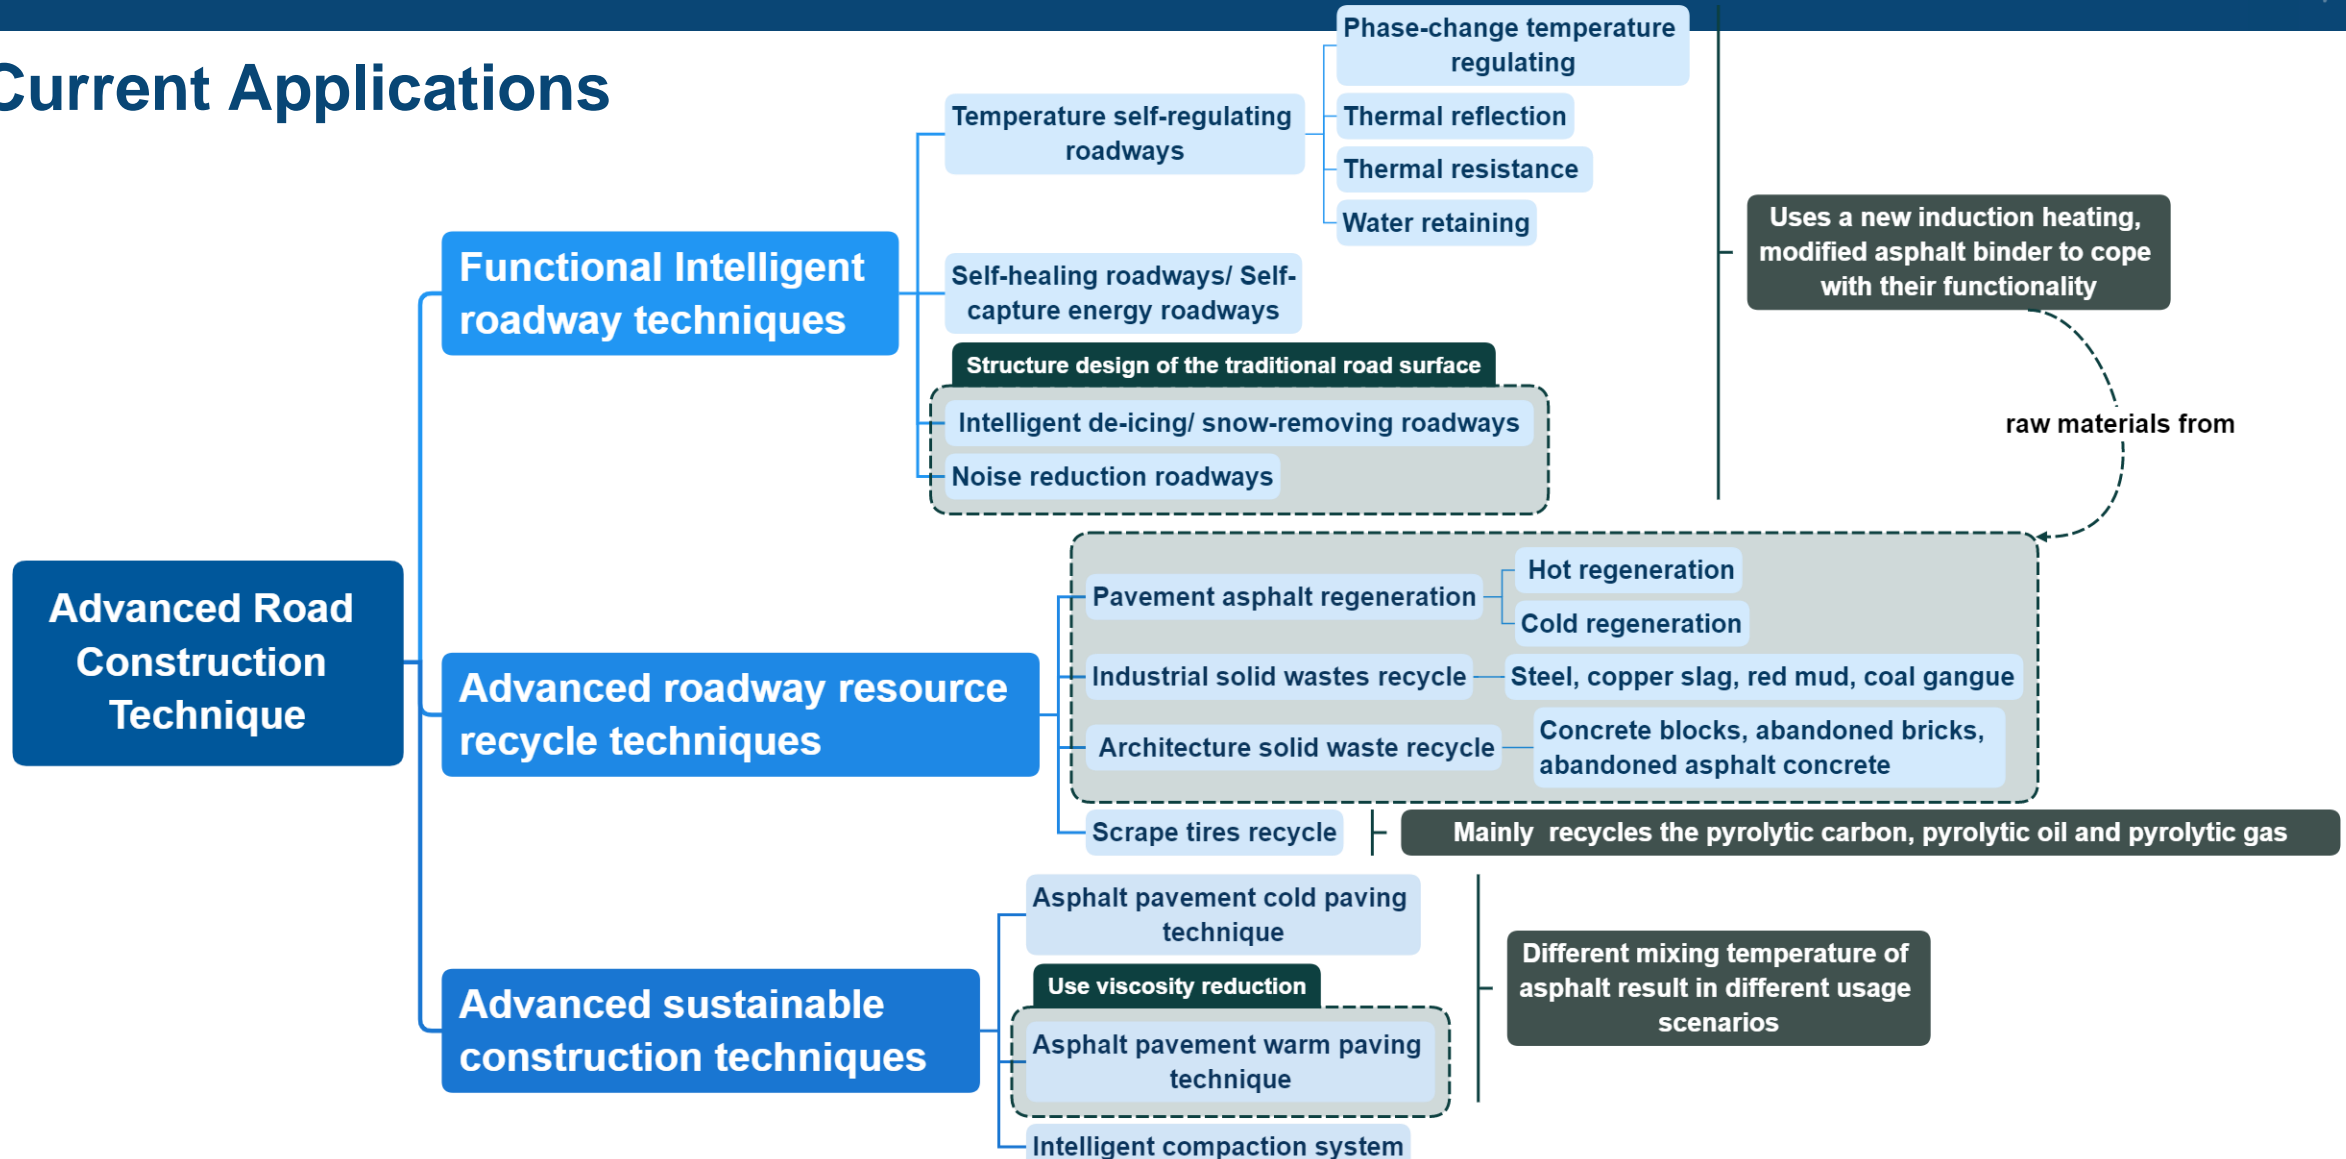 Current Applications
Advanced Road
Construction
Technique
Functional Intelligent
roadway techniques
Temperature self-regulating
roadways
Phase-change temperature
regulating
Thermal reflection
Thermal resistance
Water retaining
Self-healing roadways/ Self-
capture energy roadways
Structure design of the traditional road surface
Intelligent de-icing/ snow-removing roadways
Noise reduction roadways
Uses a new induction heating,
modified asphalt binder to cope
with their functionality
raw materials from
Advanced roadway resource
recycle techniques
Pavement asphalt regeneration
Hot regeneration
Cold regeneration
Industrial solid wastes recycle
Steel, copper slag, red mud, coal gangue
Architecture solid waste recycle
Concrete blocks, abandoned bricks,
abandoned asphalt concrete
Scrape tires recycle
Mainly recycles the pyrolytic carbon, pyrolytic oil and pyrolytic gas
Advanced sustainable
construction techniques
Asphalt pavement cold paving
technique
Use viscosity reduction
Asphalt pavement warm paving
technique
Intelligent compaction system
Different mixing temperature of
asphalt result in different usage
scenarios